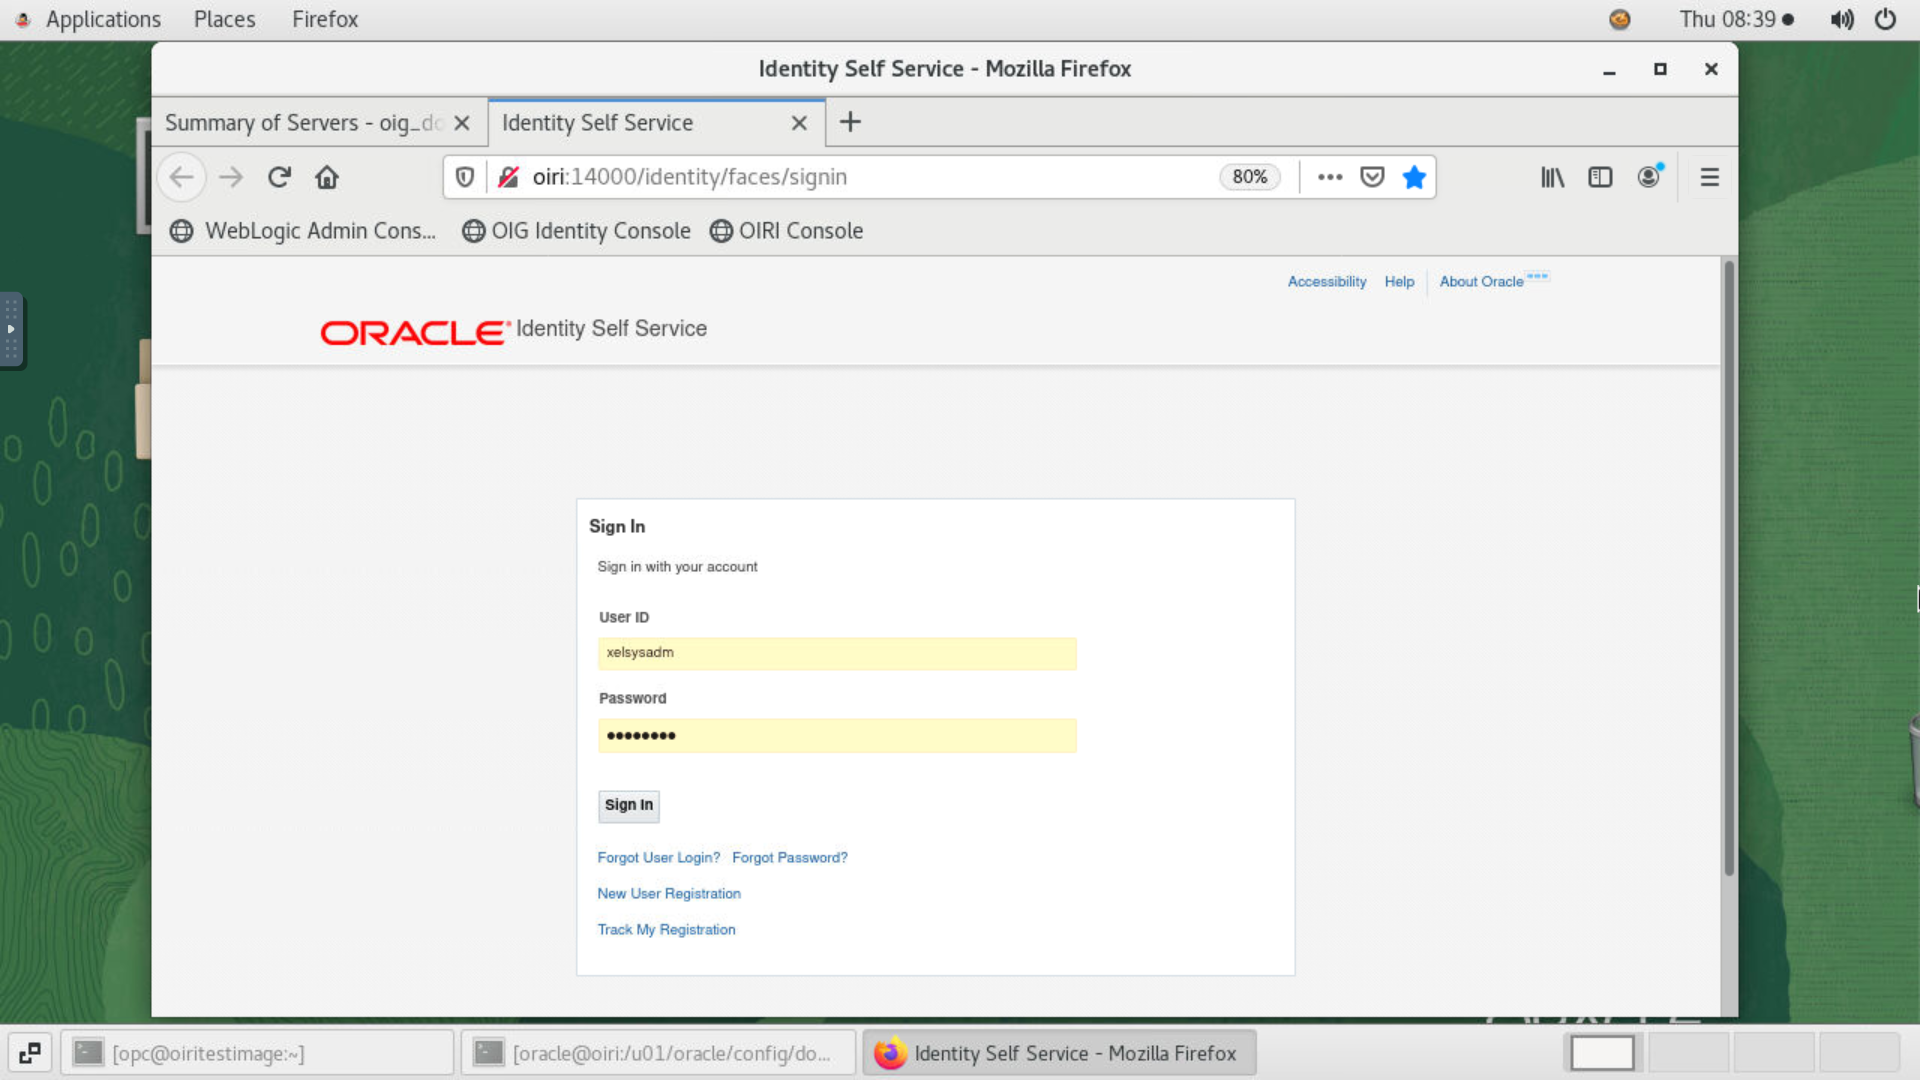 Applications Places Firefox Thu 08:39
Identity Self Service - Mozilla Firefox
Summary of Servers - oig_do
Identity Self Service
oiri:14000/identity/faces/signin 80%
WebLogic Admin Cons... OIG Identity Console OIRI Console
Accessibility Help About Oracle
ORACLE Identity Self Service
Sign In
Sign in with your account
User ID
xelsysadm
Password
Sign In
Forgot User Login? Forgot Password?
New User Registration
Track My Registration
[opc@oiritestimage:~] [oracle@oiri:/u01/oracle/config/do... Identity Self Service - Mozilla Firefox